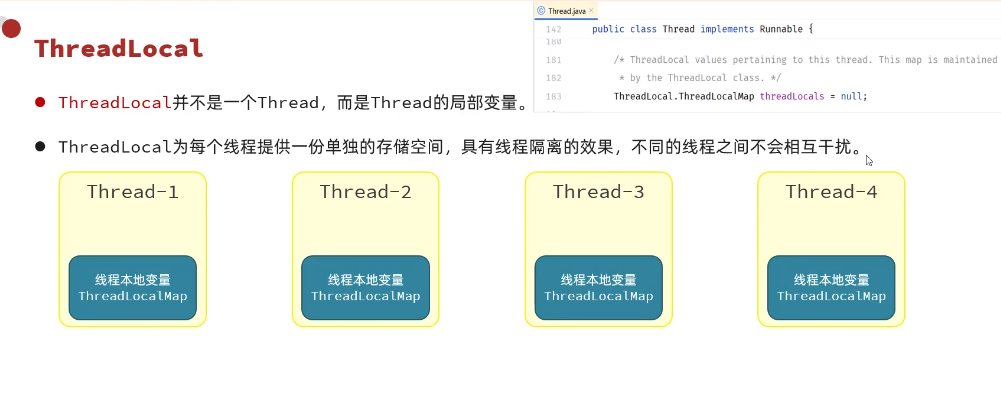 Thread.java
142 public class Thread implements Runnable {
160
181 /* ThreadLocal values pertaining to this thread. This map is maintained
182 * by the ThreadLocal class. */
183 ThreadLocal.ThreadLocalMap threadLocals = null;
ThreadLocal
ThreadLocal并不是一个Thread，而是Thread的局部变量。
ThreadLocal为每个线程提供一份单独的存储空间，具有线程隔离的效果，不同的线程之间不会相互干扰。
Thread-1
线程本地变量
ThreadLocalMap
Thread-2
线程本地变量
ThreadLocalMap
Thread-3
线程本地变量
ThreadLocalMap
Thread-4
线程本地变量
ThreadLocalMap